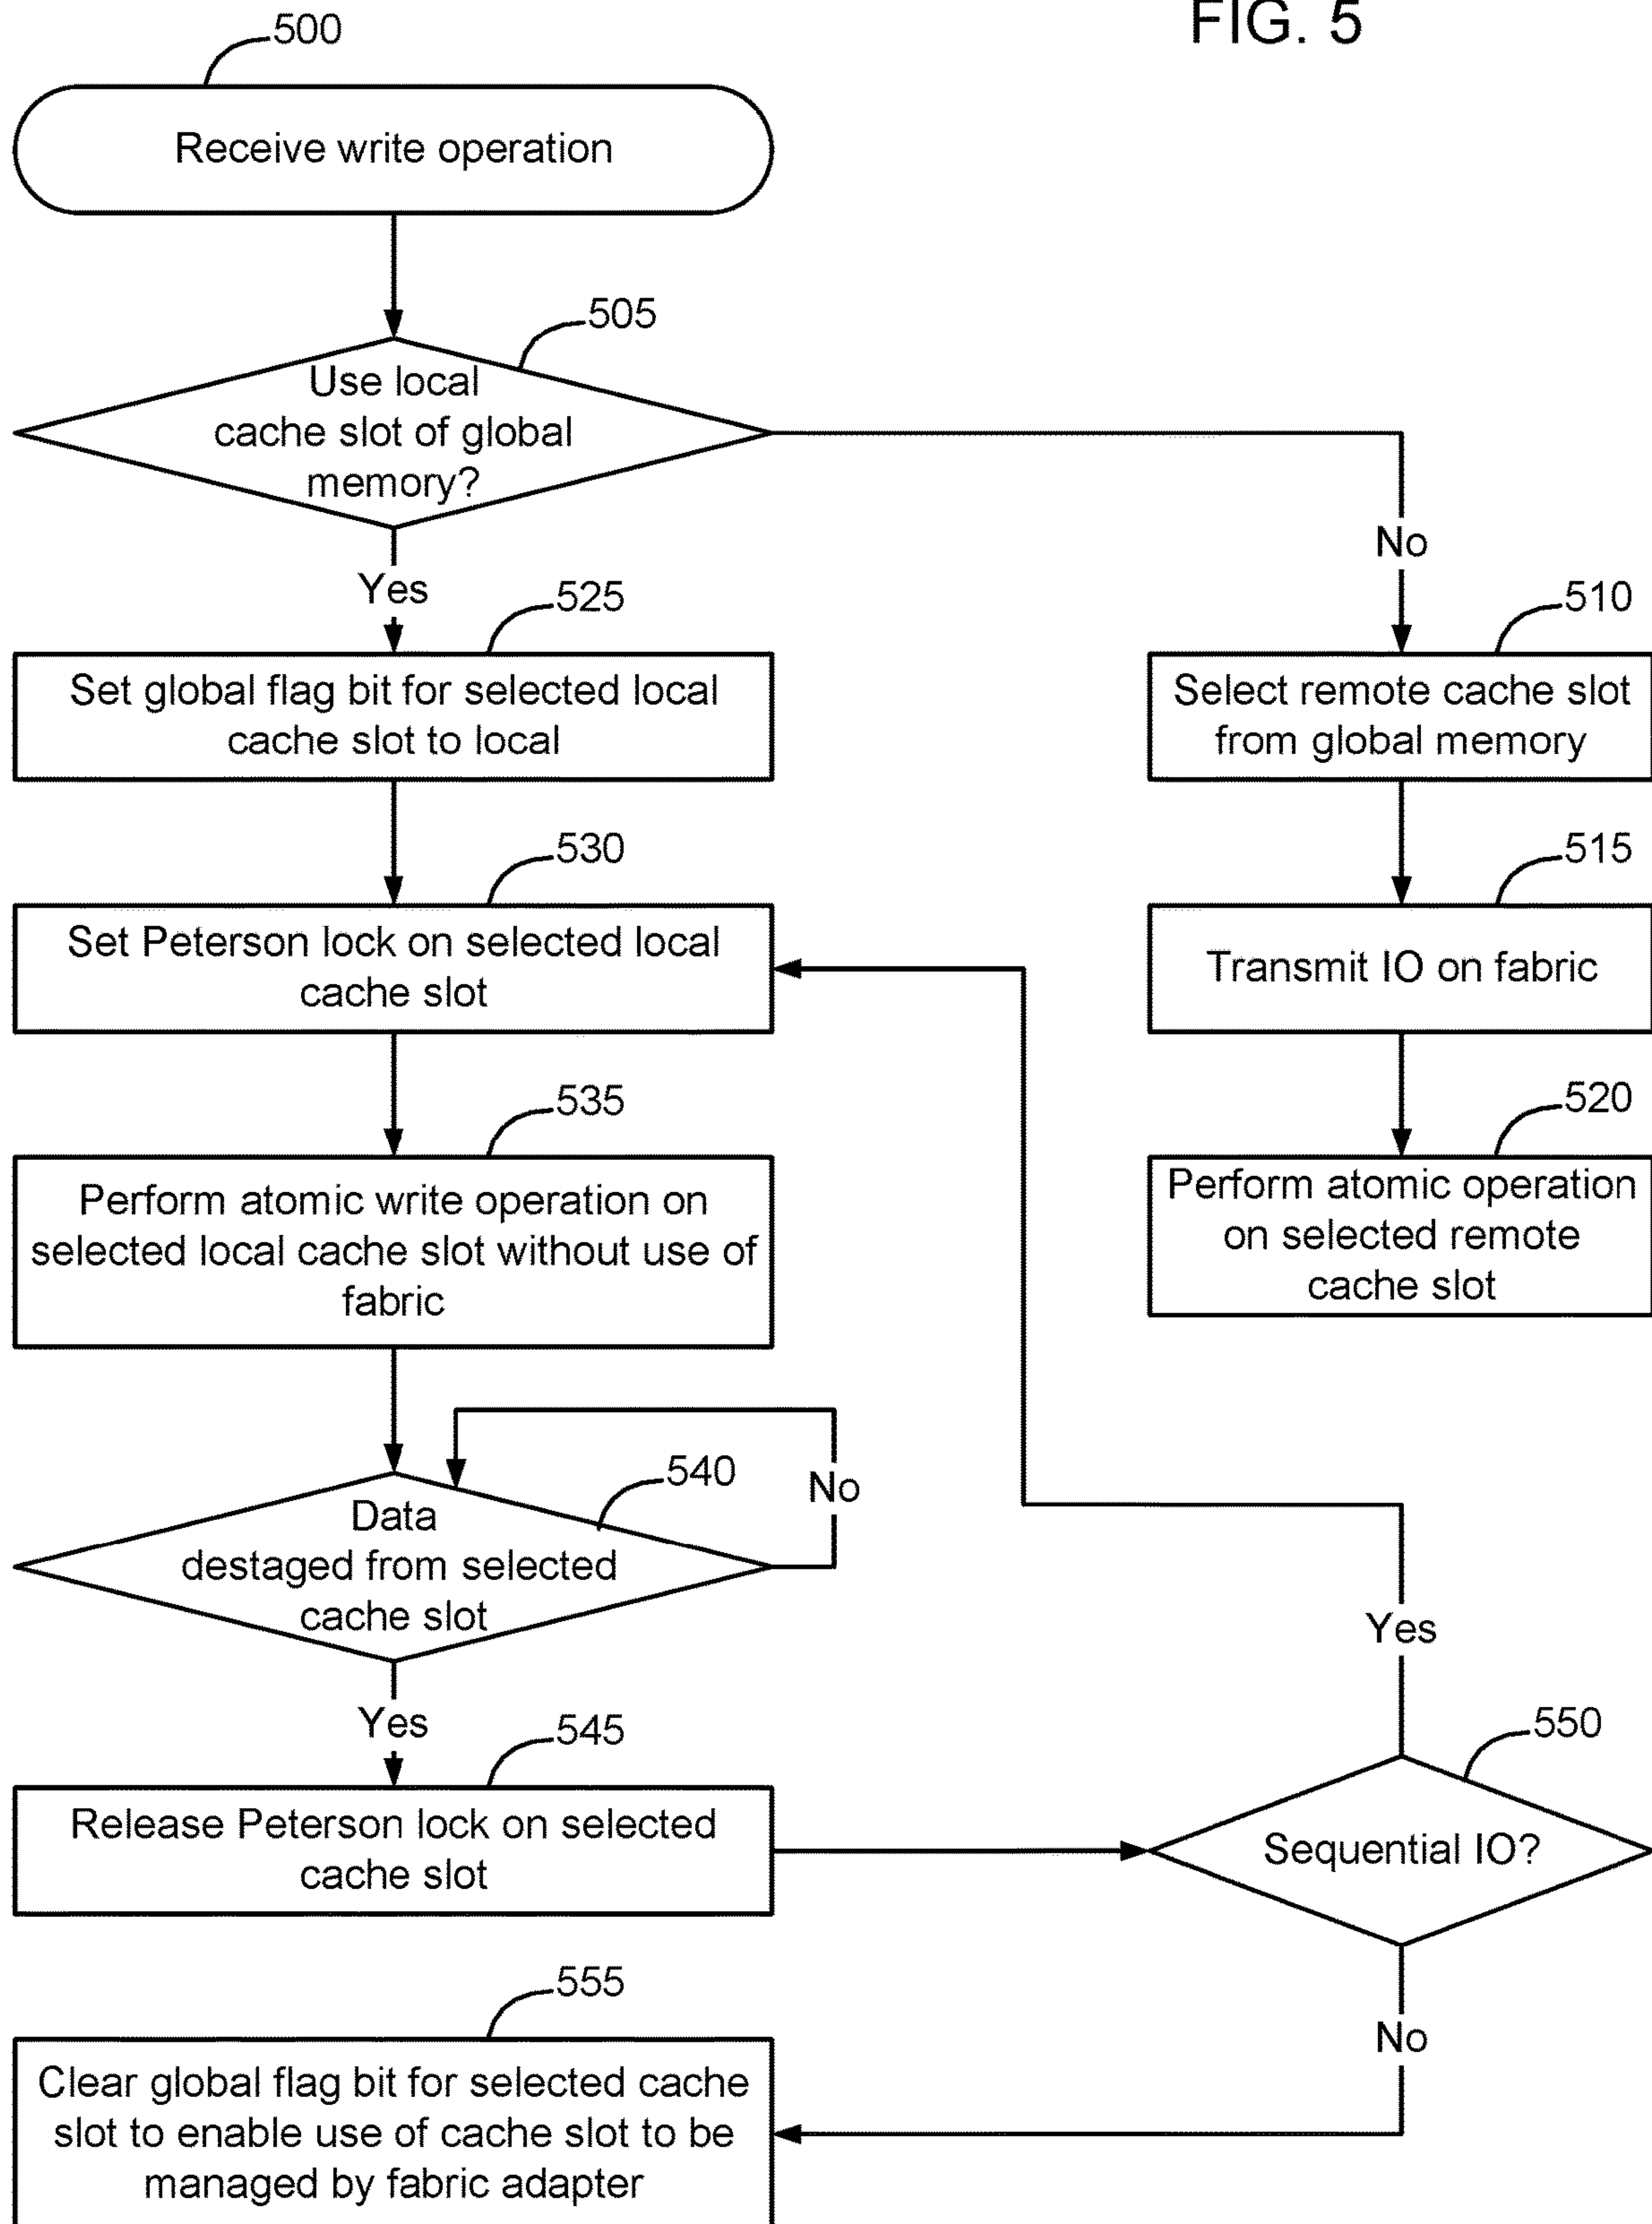 FIG. 5
500
Receive write operation
505
Use local
cache slot of global
memory?
No
Yes
525
510
Set global flag bit for selected local
cache slot to local
Select remote cache slot
from global memory
530
515
Set Peterson lock on selected local
cache slot
Transmit IO on fabric
535
520
Perform atomic write operation on
selected local cache slot without use of
fabric
Perform atomic operation
on selected remote
cache slot
540
No
Data
destaged from selected
cache slot
Yes
Yes
545
550
Release Peterson lock on selected
cache slot
Sequential IO?
555
No
Clear global flag bit for selected cache
slot to enable use of cache slot to be
managed by fabric adapter